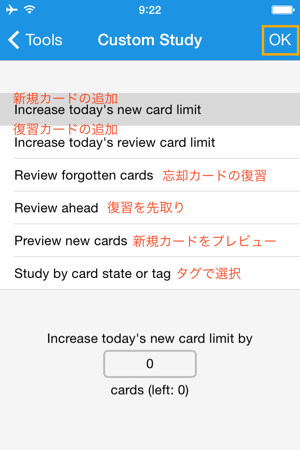 9:22
Tools
Custom Study
OK
新規カードの追加
Increase today's new card limit
復習カードの追加
Increase today's review card limit
Review forgotten cards 忘却カードの復習
Review ahead 復習を先取り
Preview new cards 新規カードをプレビュー
Study by card state or tag タグで選択
Increase today's new card limit by
0
cards (left: 0)